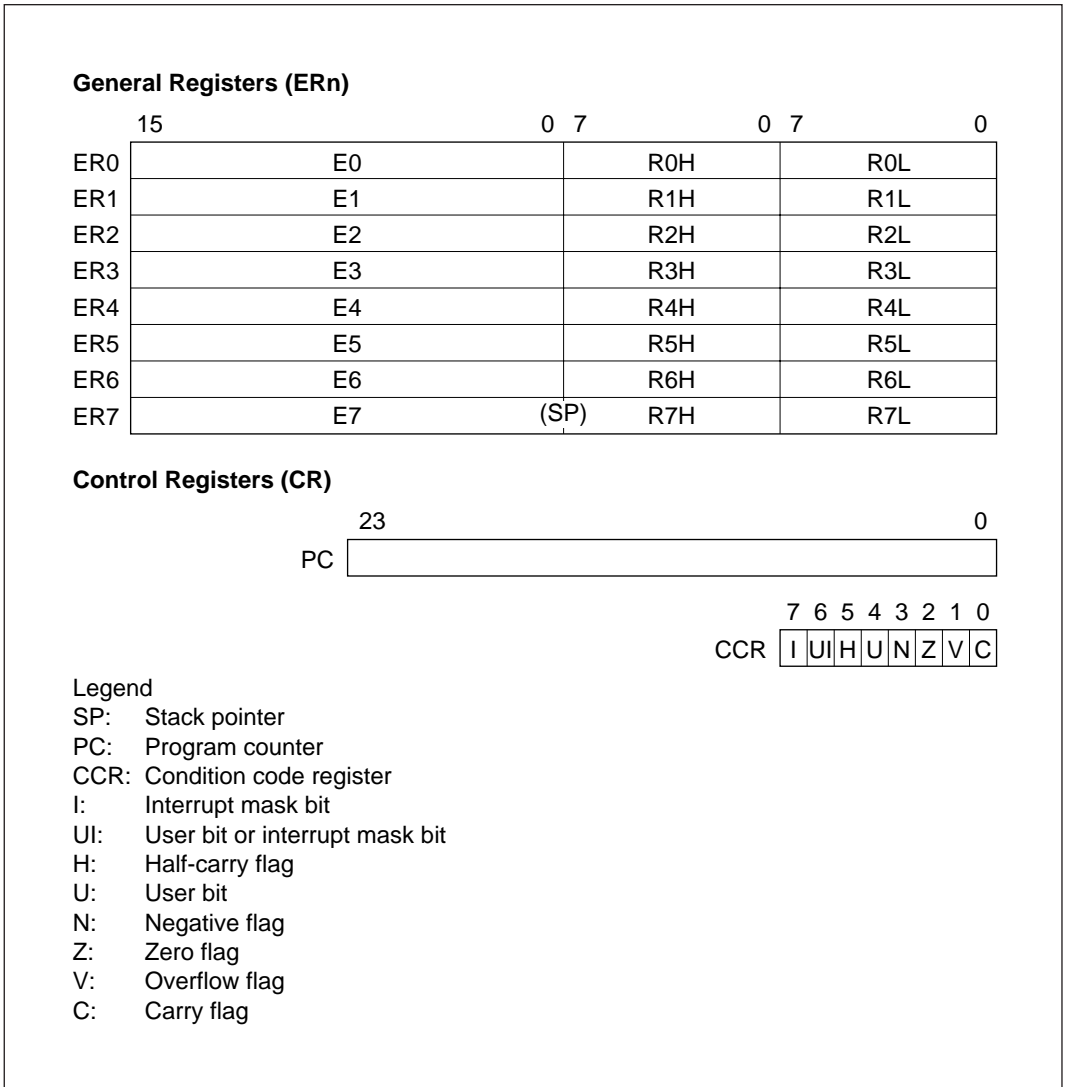 General Registers (ERn)
15 0 7 0 7 0
ER0 E0 R0H R0L
ER1 E1 R1H R1L
ER2 E2 R2H R2L
ER3 E3 R3H R3L
ER4 E4 R4H R4L
ER5 E5 R5H R5L
ER6 E6 R6H R6L
ER7 E7 (SP) R7H R7L
Control Registers (CR)
23 0
PC
7 6 5 4 3 2 1 0
CCR I UI H U N Z V C
Legend
SP: Stack pointer
PC: Program counter
CCR: Condition code register
I: Interrupt mask bit
UI: User bit or interrupt mask bit
H: Half-carry flag
U: User bit
N: Negative flag
Z: Zero flag
V: Overflow flag
C: Carry flag